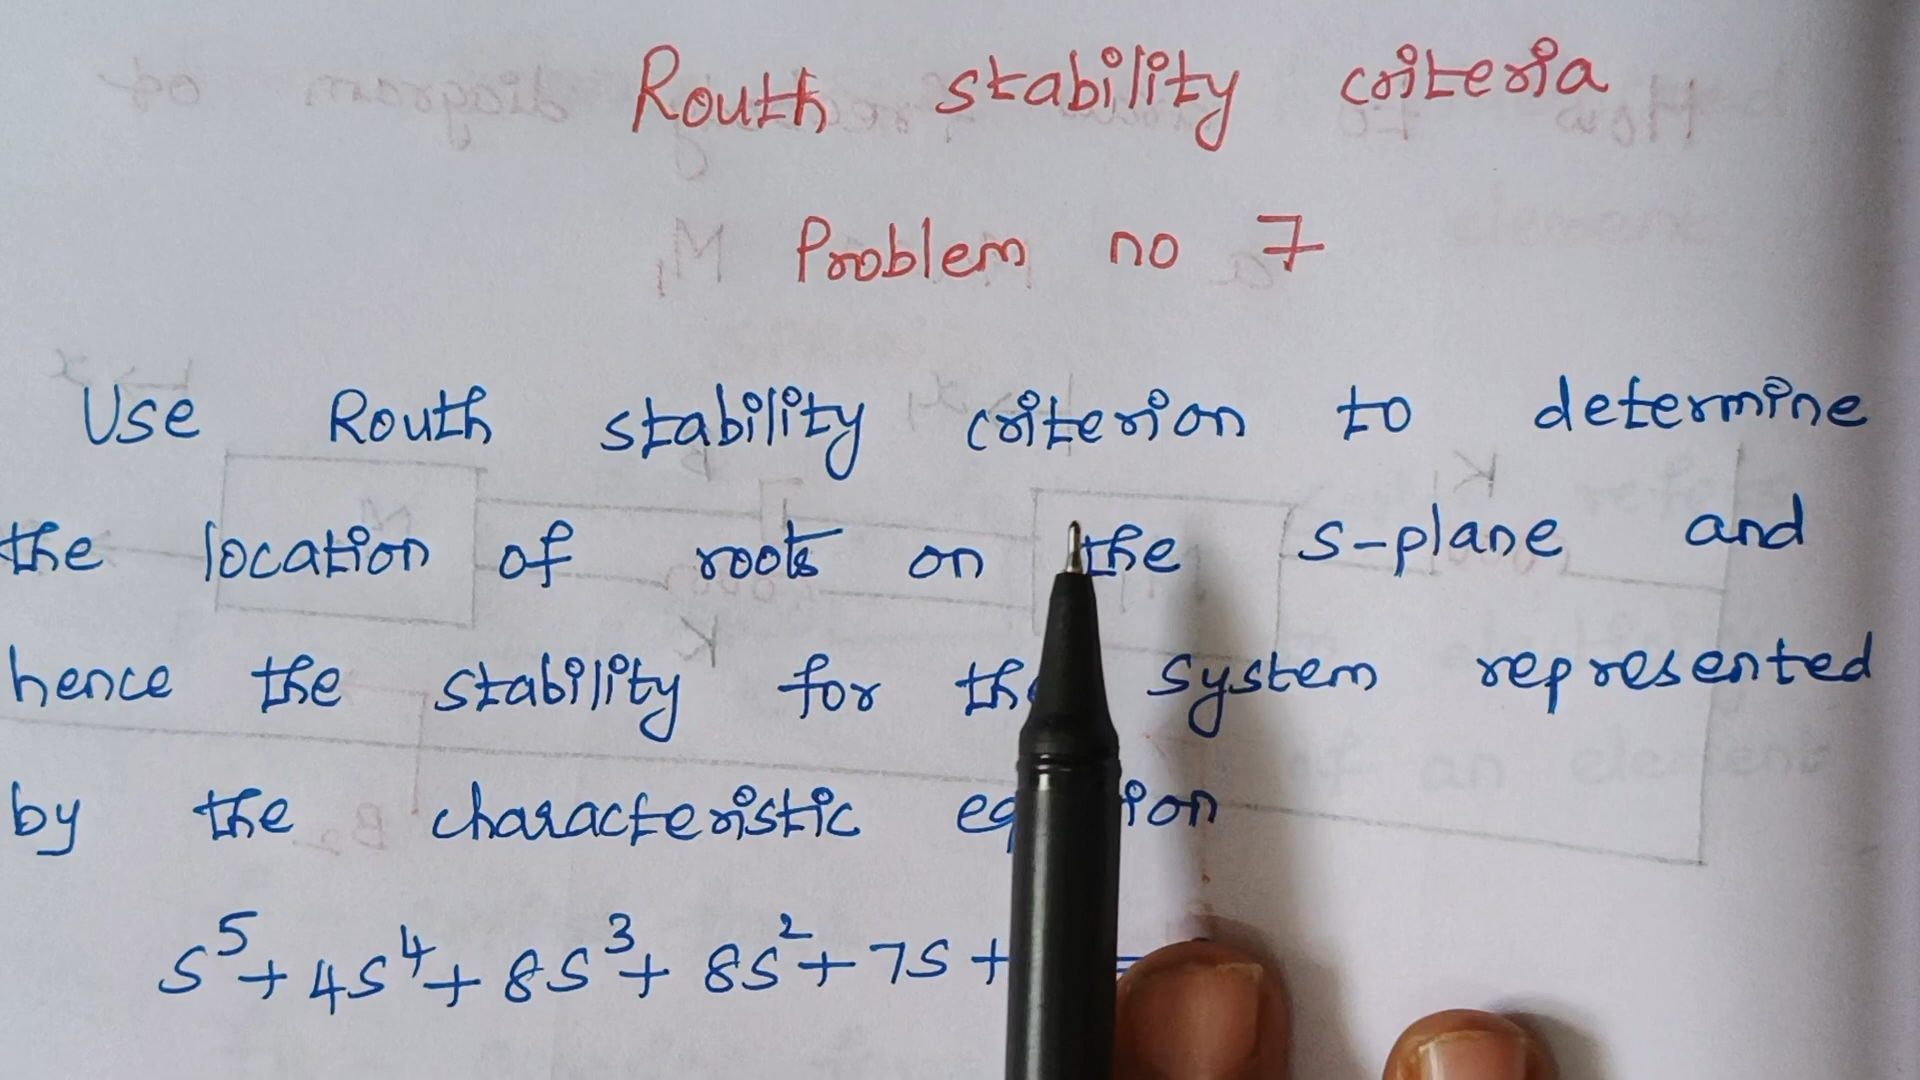 Routh stability criteria
Problem no 7
Use Routh stability criterion to determine
the location of roots on the s-plane and
hence the stability for the system represented
by the characteristic
s⁵+4s⁴+8s³+8s²+7s+ =